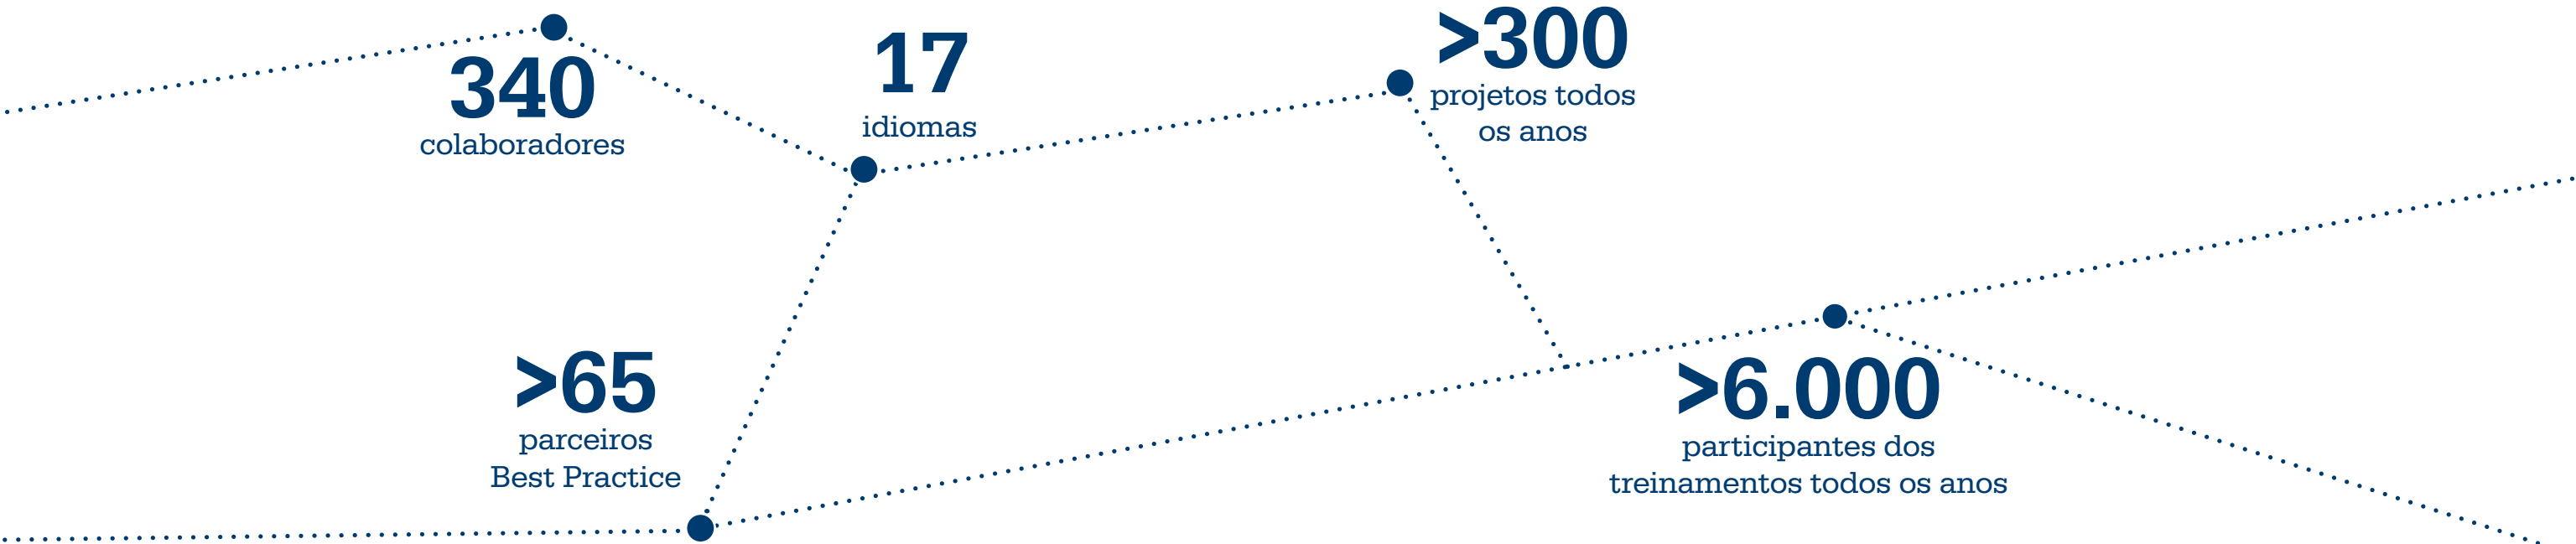 340
colaboradores
17
idiomas
>300
projetos todos
os anos
>65
parceiros
Best Practice
>6.000
participantes dos
treinamentos todos os anos